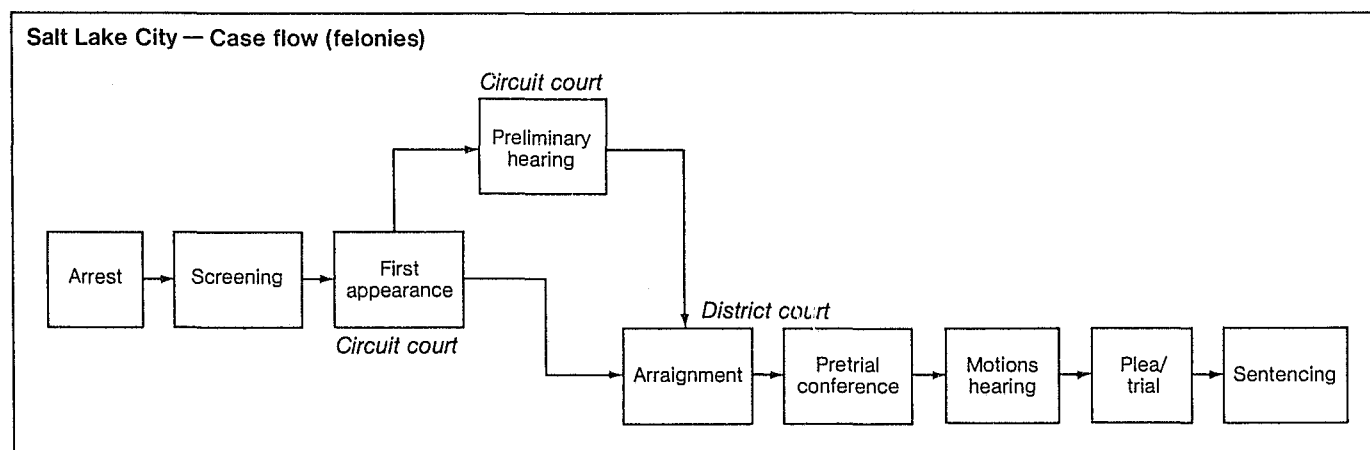 Salt Lake City — Case flow (felonies)
Circuit court
Preliminary
hearing
Arrest
Screening
First
appearance
Circuit court
District court
Arraignment
Pretrial
conference
Motions
hearing
Plea/
trial
Sentencing